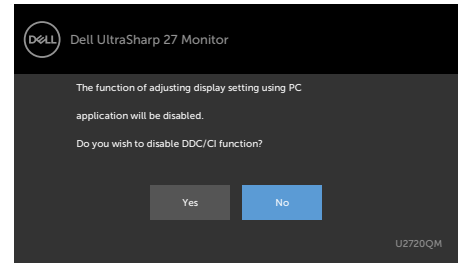 DELL Dell UltraSharp 27 Monitor
The function of adjusting display setting using PC
application will be disabled.
Do you wish to disable DDC/CI function?
Yes No
U2720QM